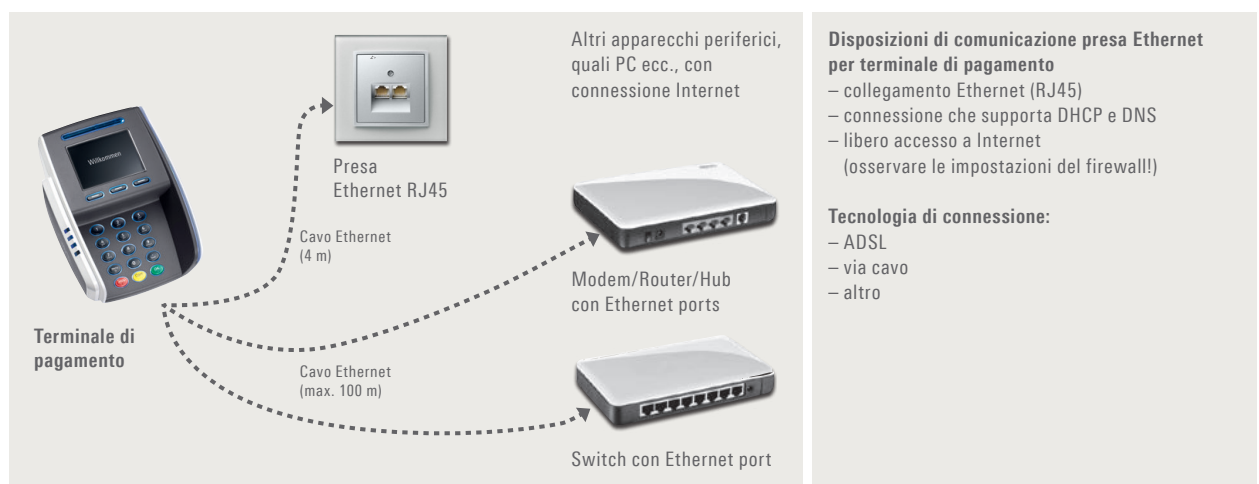 Altri apparecchi periferici,
quali PC ecc., con
connessione Internet
Willkommen
Presa
Ethernet RJ45
Cavo Ethernet
(4 m)
Modem/Router/Hub
con Ethernet ports
Terminale di
pagamento
Cavo Ethernet
(max. 100 m)
Switch con Ethernet port
Disposizioni di comunicazione presa Ethernet
per terminale di pagamento
– collegamento Ethernet (RJ45)
– connessione che supporta DHCP e DNS
– libero accesso a Internet
(osservare le impostazioni del firewall!)
Tecnologia di connessione:
– ADSL
– via cavo
– altro